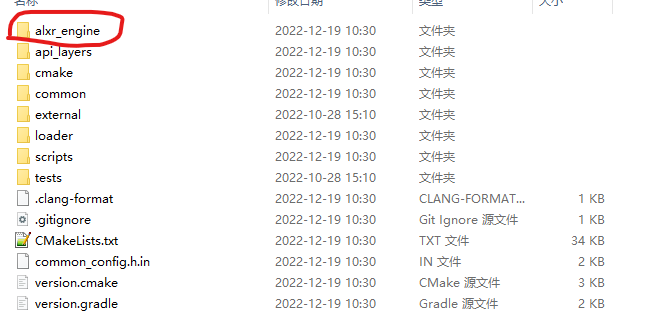 名称 修改日期 类型 大小
alxr_engine 2022-12-19 10:30 文件夹
api_layers 2022-12-19 10:30 文件夹
cmake 2022-12-19 10:30 文件夹
common 2022-12-19 10:30 文件夹
external 2022-10-28 15:10 文件夹
loader 2022-12-19 10:30 文件夹
scripts 2022-12-19 10:30 文件夹
tests 2022-10-28 15:10 文件夹
.clang-format 2022-12-19 10:30 CLANG-FORMAT... 1 KB
.gitignore 2022-12-19 10:30 Git Ignore 源文件 1 KB
CMakeLists.txt 2022-12-19 10:30 TXT 文件 34 KB
common_config.h.in 2022-12-19 10:30 IN 文件 2 KB
version.cmake 2022-12-19 10:30 CMake 源文件 3 KB
version.gradle 2022-12-19 10:30 Gradle 源文件 2 KB